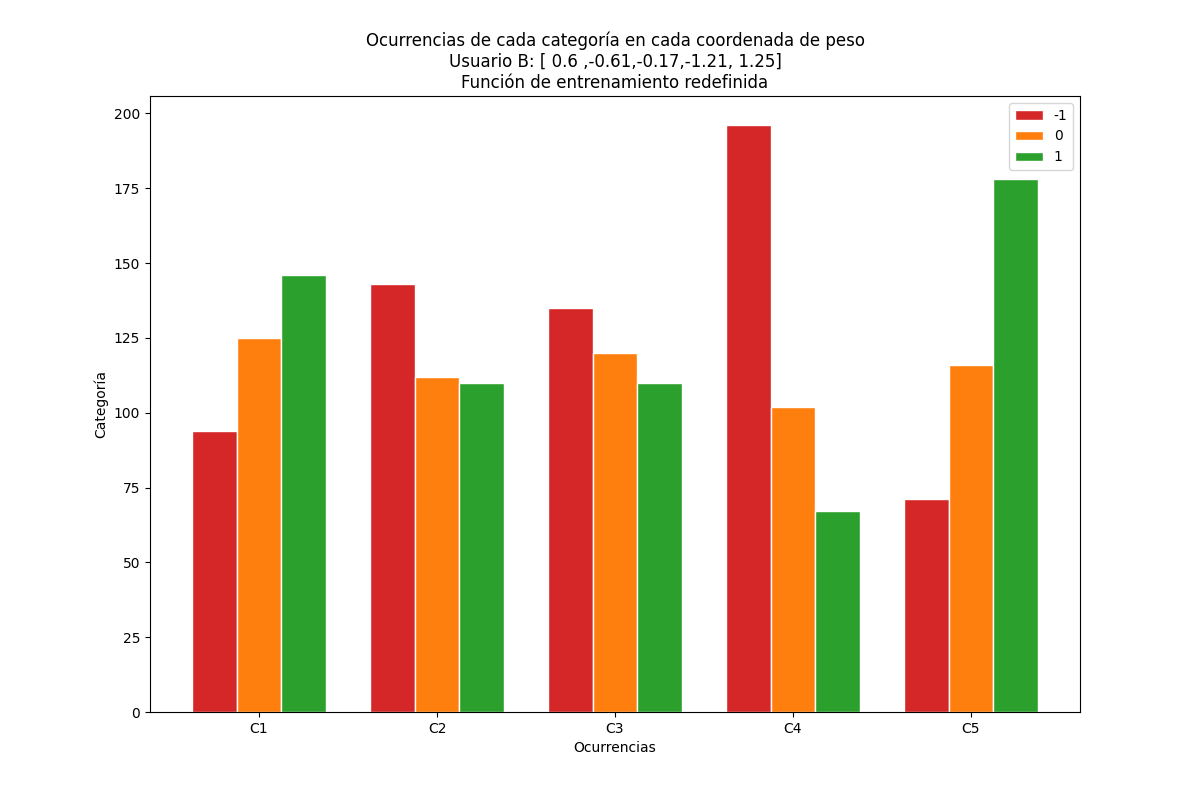 Ocurrencias de cada categoría en cada coordenada de peso
Usuario B: [ 0.6 ,-0.61,-0.17,-1.21, 1.25]
Función de entrenamiento redefinida
-1
0
1
200
175
150
125
100
75
50
25
0
Categoría
C1 C2 C3 C4 C5
Ocurrencias